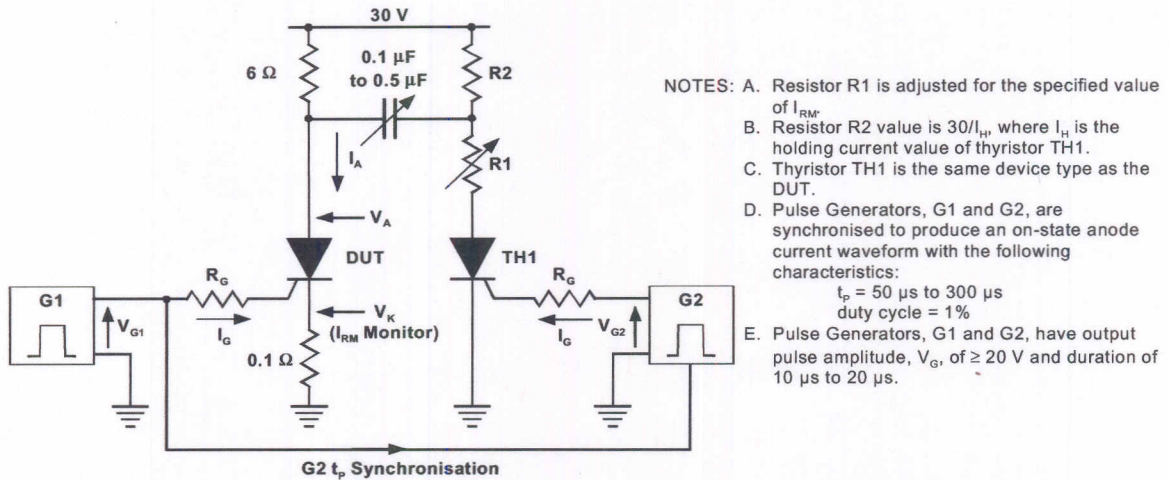 30 V
6 Ω
0.1 µF
to 0.5 µF
R2
I_A
R1
V_A
DUT
TH1
R_G
R_G
G1
G2
V_G1
I_G
V_K
(I_RM Monitor)
I_G
V_G2
0.1 Ω
G2 t_P Synchronisation
NOTES: A. Resistor R1 is adjusted for the specified value
of I_RM.
B. Resistor R2 value is 30/I_H, where I_H is the
holding current value of thyristor TH1.
C. Thyristor TH1 is the same device type as the
DUT.
D. Pulse Generators, G1 and G2, are
synchronised to produce an on-state anode
current waveform with the following
characteristics:
t_P = 50 µs to 300 µs
duty cycle = 1%
E. Pulse Generators, G1 and G2, have output
pulse amplitude, V_G, of ≥ 20 V and duration of
10 µs to 20 µs.